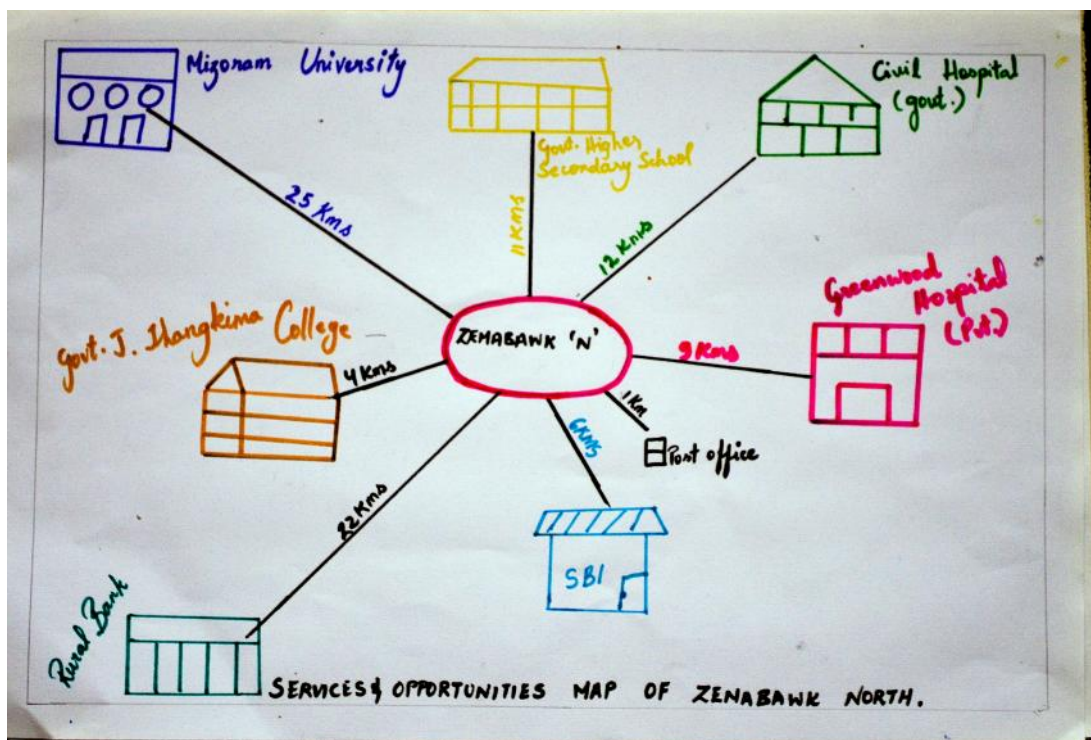 Mizoram University
Govt. Higher
Secondary School
Civil Hospital
(govt.)
25 Kms
11 KMS
12 Kms
Greenwood
Hospital
(Pvt.)
Govt. J. Thangkima College
ZEMABAWK 'N'
9 Kms
4 Kms
1 Km
6 KMS
Post office
22 Kms
SBI
Rural Bank
SERVICES & OPPORTUNITIES MAP OF ZENABAWK NORTH.